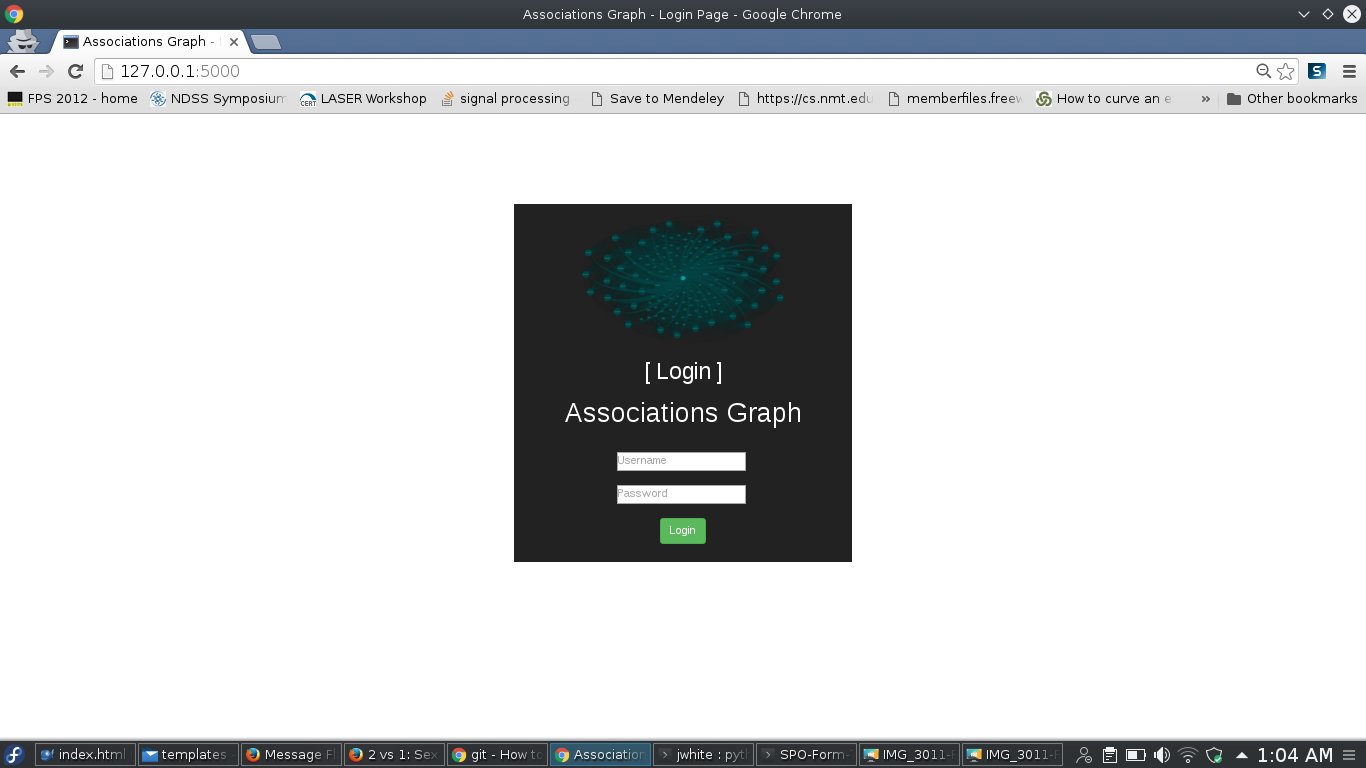 Associations Graph - Login Page - Google Chrome
Associations Graph -
127.0.0.1:5000
FPS 2012 - home
NDSS Symposium
CERT
LASER Workshop
signal processing
Save to Mendeley
https://cs.nmt.edu
memberfiles.freew
How to curve an e
»
Other bookmarks
[ Login ]
Associations Graph
Username
Password
Login
index.html
templates
Message F
2 vs 1: Sex
git - How to
Association
jwhite : pyt
SPO-Form-
IMG_3011-
IMG_3011-
1:04 AM